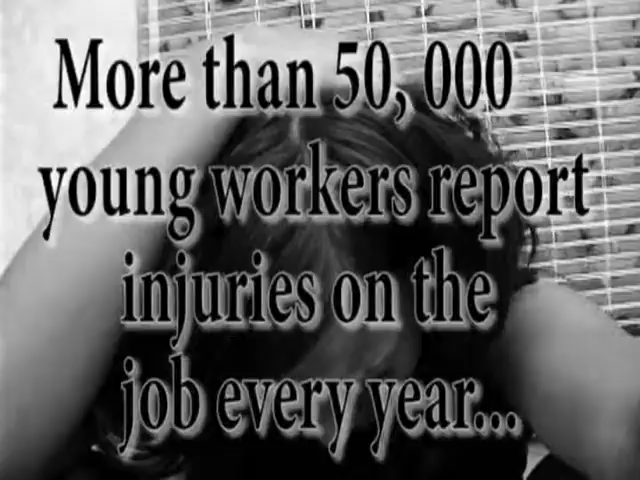 More than 50, 000
young workers report
injuries on the
job every year...